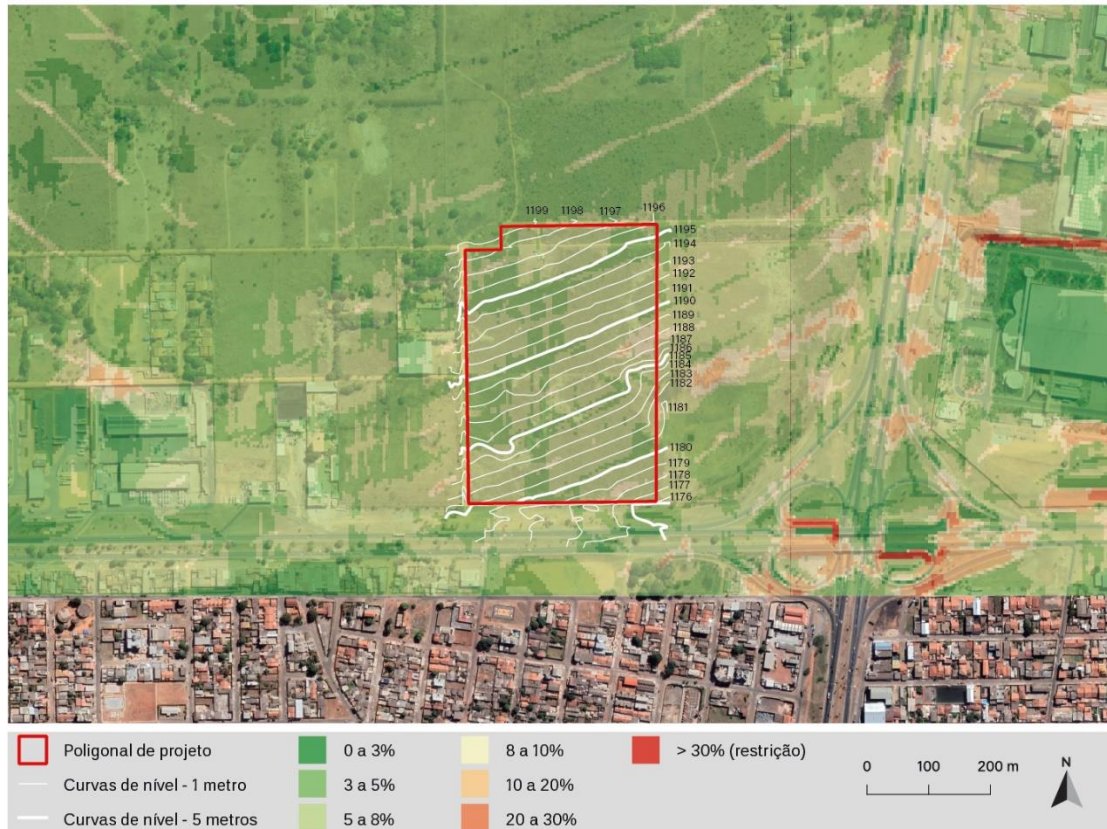 1199 1198 1197 1196
1195
1194
1193
1192
1191
1190
1189
1188
1187
1186
1185
1184
1183
1182
1181
1180
1179
1178
1177
1176
Poligonal de projeto
Curvas de nível - 1 metro
Curvas de nível - 5 metros
0 a 3%
3 a 5%
5 a 8%
8 a 10%
10 a 20%
20 a 30%
> 30% (restrição)
0 100 200 m
N